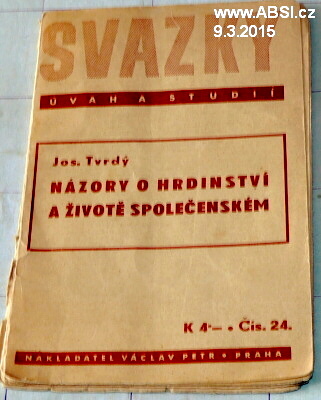 www.ABSI.cz
9.3.2015
SVAZKY
ÚVAH A STUDIÍ
Jos. Tvrdý
NÁZORY O HRDINSTVÍ
A ŽIVOTĚ SPOLEČENSKÉM
K 4·— • Čís. 24.
NAKLADATEL VÁCLAV PETR • PRAHA